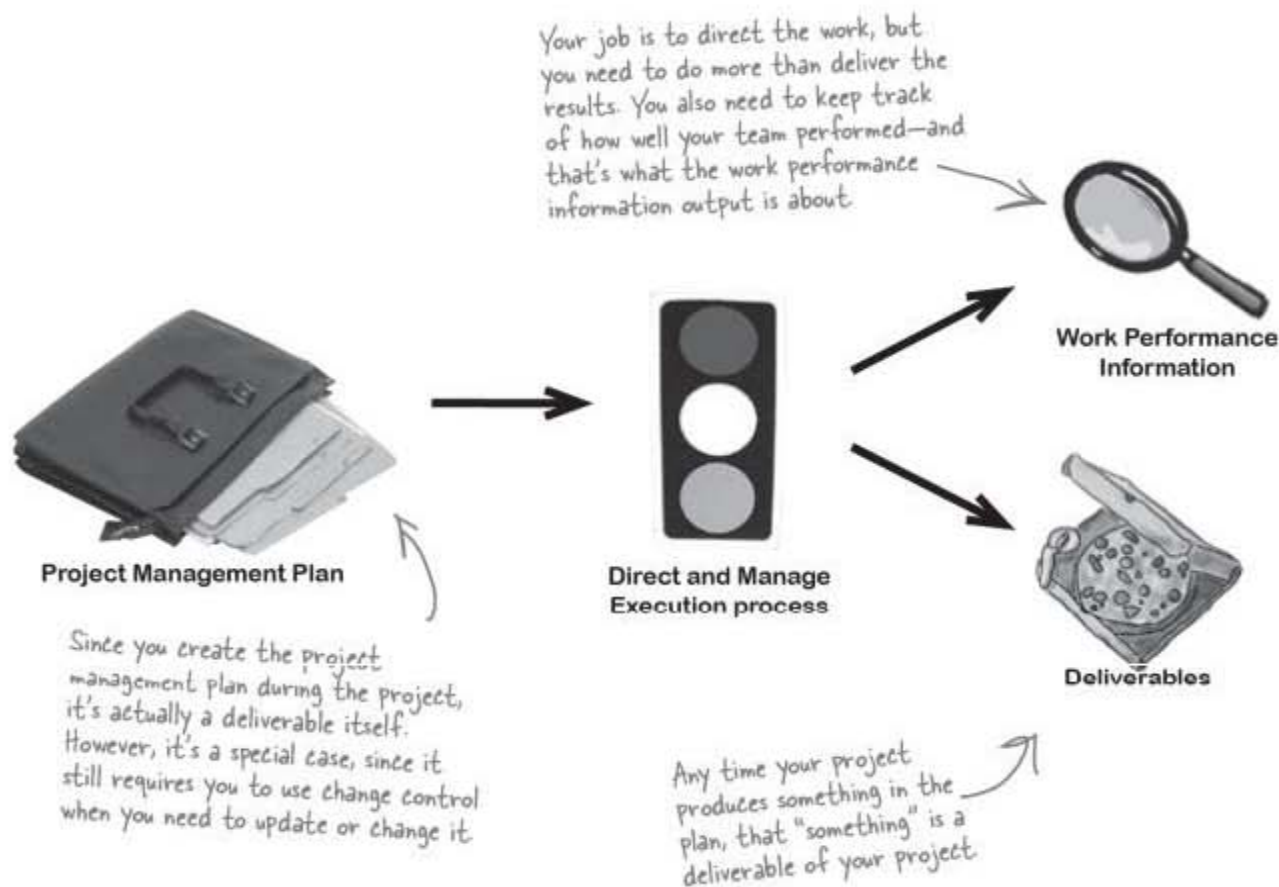 Your job is to direct the work, but
you need to do more than deliver the
results. You also need to keep track
of how well your team performed—and
that's what the work performance
information output is about
Work Performance
Information
Project Management Plan
Direct and Manage
Execution process
Deliverables
Since you create the project
management plan during the project,
it's actually a deliverable itself.
However, it's a special case, since it
still requires you to use change control
when you need to update or change it
Any time your project
produces something in the
plan, that "something" is a
deliverable of your project